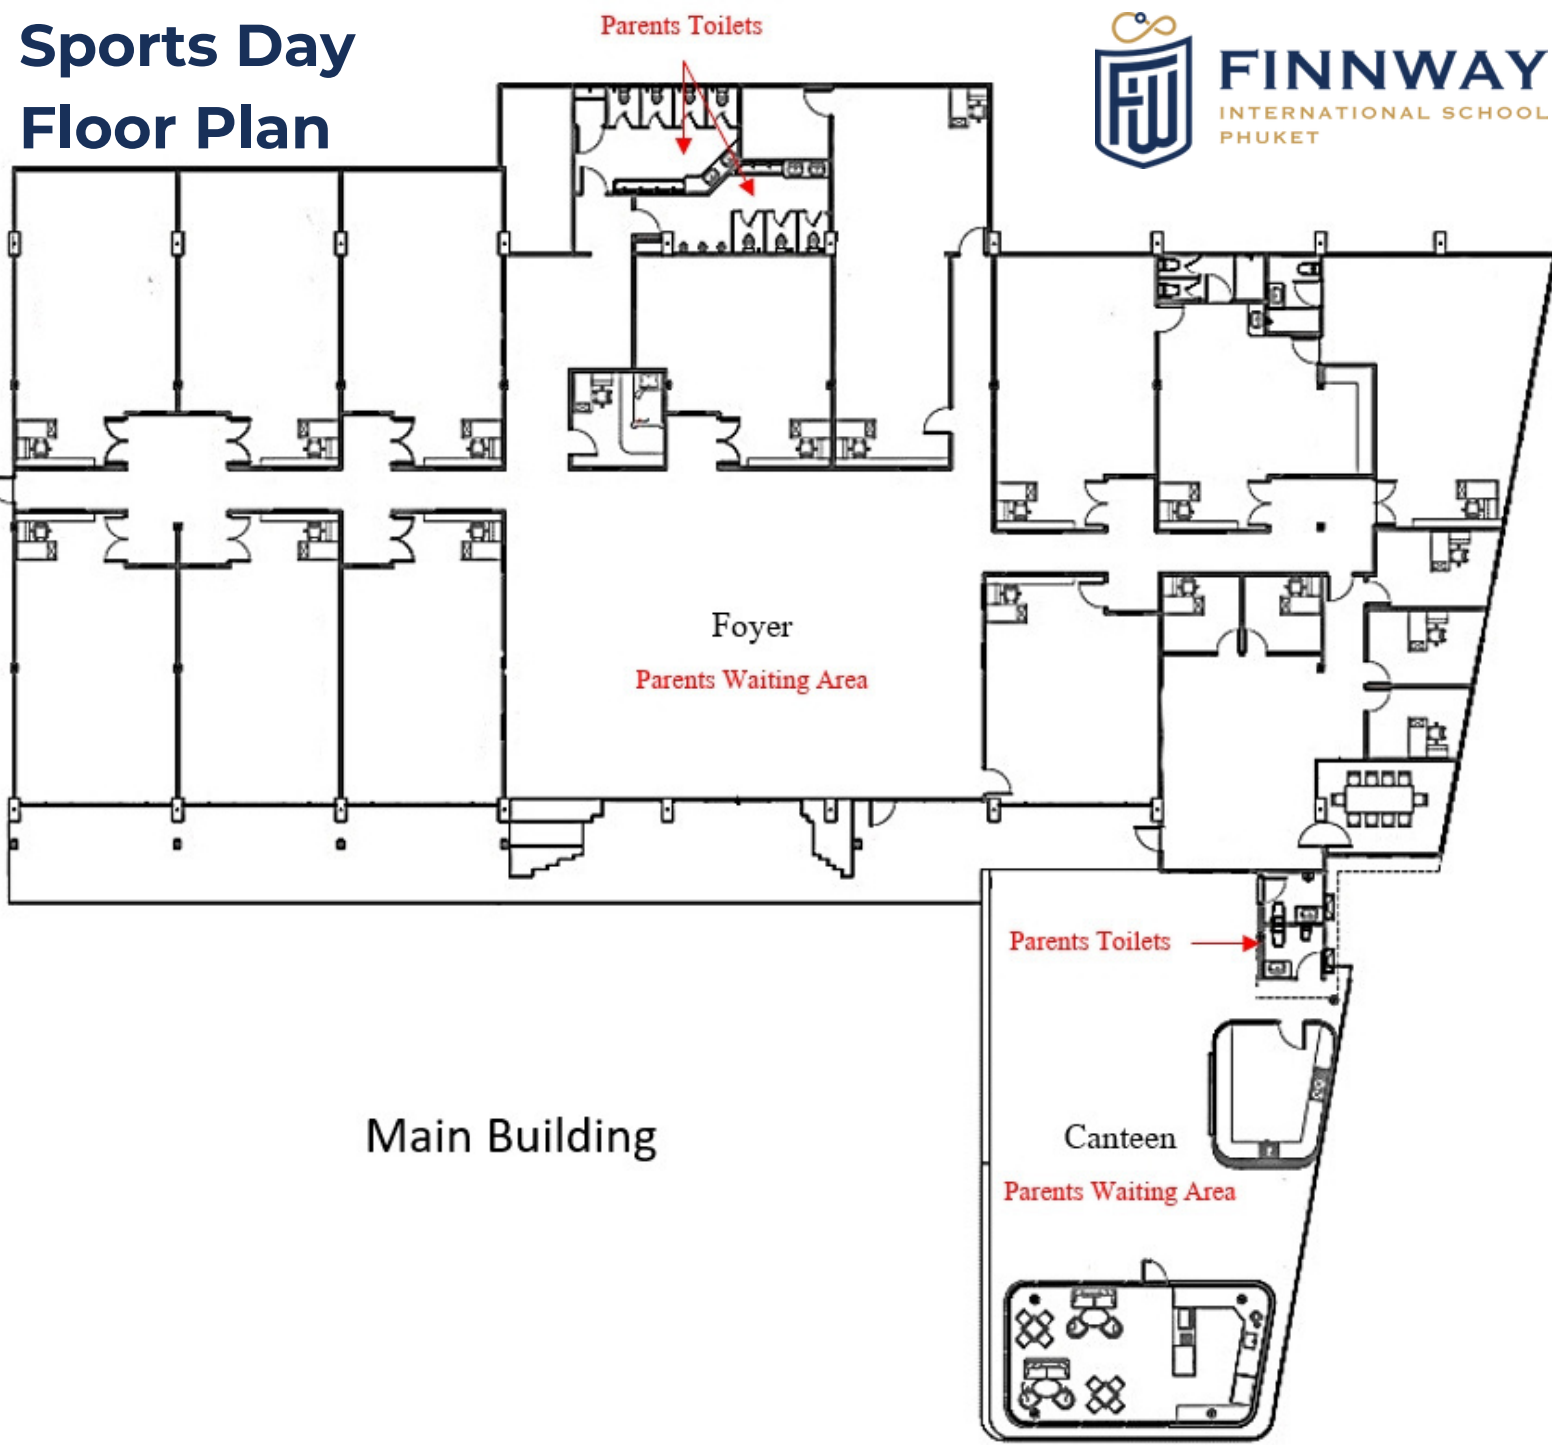 Sports Day
Floor Plan
Parents Toilets
FINNWAY
INTERNATIONAL SCHOOL
PHUKET
Foyer
Parents Waiting Area
Parents Toilets
Main Building
Canteen
Parents Waiting Area